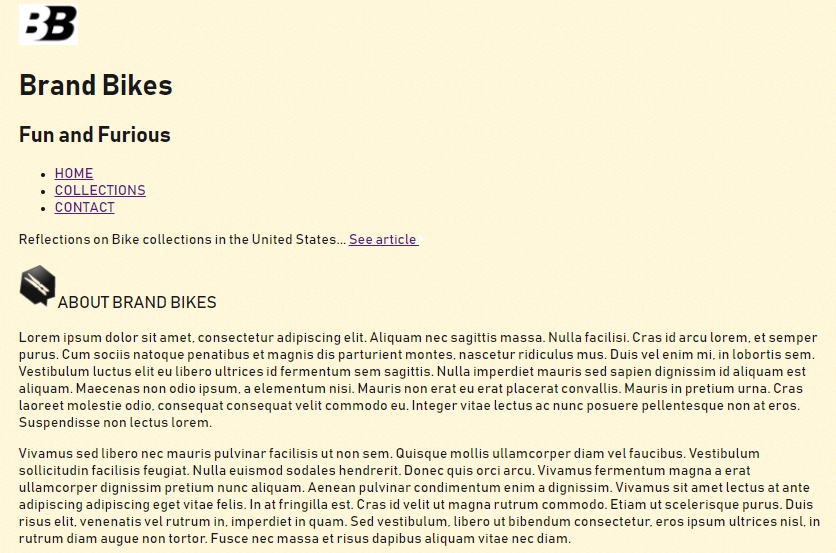 BB
Brand Bikes
Fun and Furious
HOME
COLLECTIONS
CONTACT
Reflections on Bike collections in the United States... See article
ABOUT BRAND BIKES
Lorem ipsum dolor sit amet, consectetur adipiscing elit. Aliquam nec sagittis massa. Nulla facilisi. Cras id arcu lorem, et semper
purus. Cum sociis natoque penatibus et magnis dis parturient montes, nascetur ridiculus mus. Duis vel enim mi, in lobortis sem.
Vestibulum luctus elit eu libero ultrices id fermentum sem sagittis. Nulla imperdiet mauris sed sapien dignissim id aliquam est
aliquam. Maecenas non odio ipsum, a elementum nisi. Mauris non erat eu erat placerat convallis. Mauris in pretium urna. Cras
laoreet molestie odio, consequat consequat velit commodo eu. Integer vitae lectus ac nunc posuere pellentesque non at eros.
Suspendisse non lectus lorem.
Vivamus sed libero nec mauris pulvinar facilisis ut non sem. Quisque mollis ullamcorper diam vel faucibus. Vestibulum
sollicitudin facilisis feugiat. Nulla euismod sodales hendrerit. Donec quis orci arcu. Vivamus fermentum magna a erat
ullamcorper dignissim pretium nunc aliquam. Aenean pulvinar condimentum enim a dignissim. Vivamus sit amet lectus at ante
adipiscing adipiscing eget vitae felis. In at fringilla est. Cras id velit ut magna rutrum commodo. Etiam ut scelerisque purus. Duis
risus elit, venenatis vel rutrum in, imperdiet in quam. Sed vestibulum, libero ut bibendum consectetur, eros ipsum ultrices nisl, in
rutrum diam augue non tortor. Fusce nec massa et risus dapibus aliquam vitae nec diam.